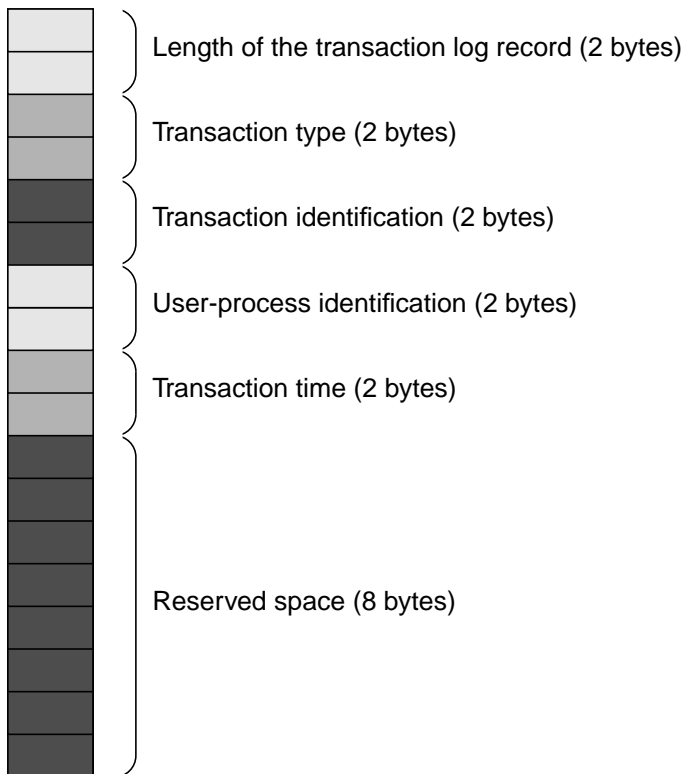 Length of the transaction log record (2 bytes)
Transaction type (2 bytes)
Transaction identification (2 bytes)
User-process identification (2 bytes)
Transaction time (2 bytes)
Reserved space (8 bytes)